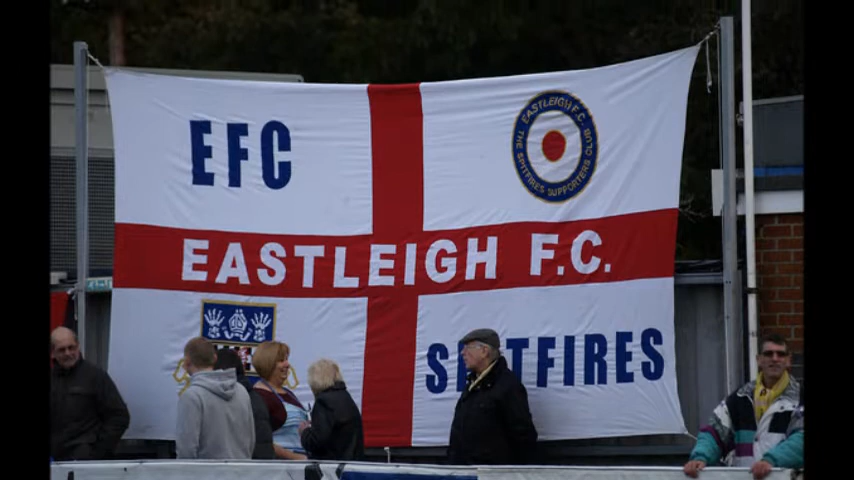 EFC
EASTLEIGH F.C.
THE SPITFIRES SUPPORTERS CLUB
EASTLEIGH F.C.
SPITFIRES